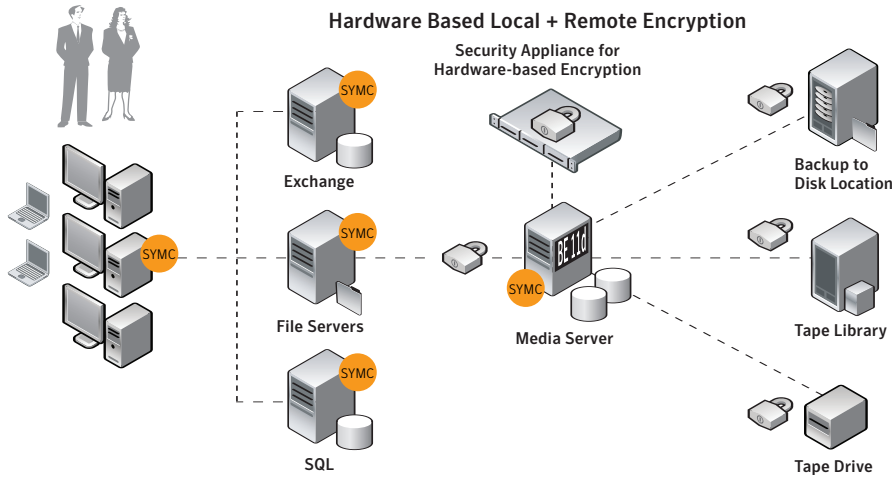 Hardware Based Local + Remote Encryption
Security Appliance for
Hardware-based Encryption
SYMC
Exchange
Backup to
Disk Location
SYMC
SYMC
BE 11d
SYMC
File Servers
Media Server
Tape Library
SYMC
SQL
Tape Drive